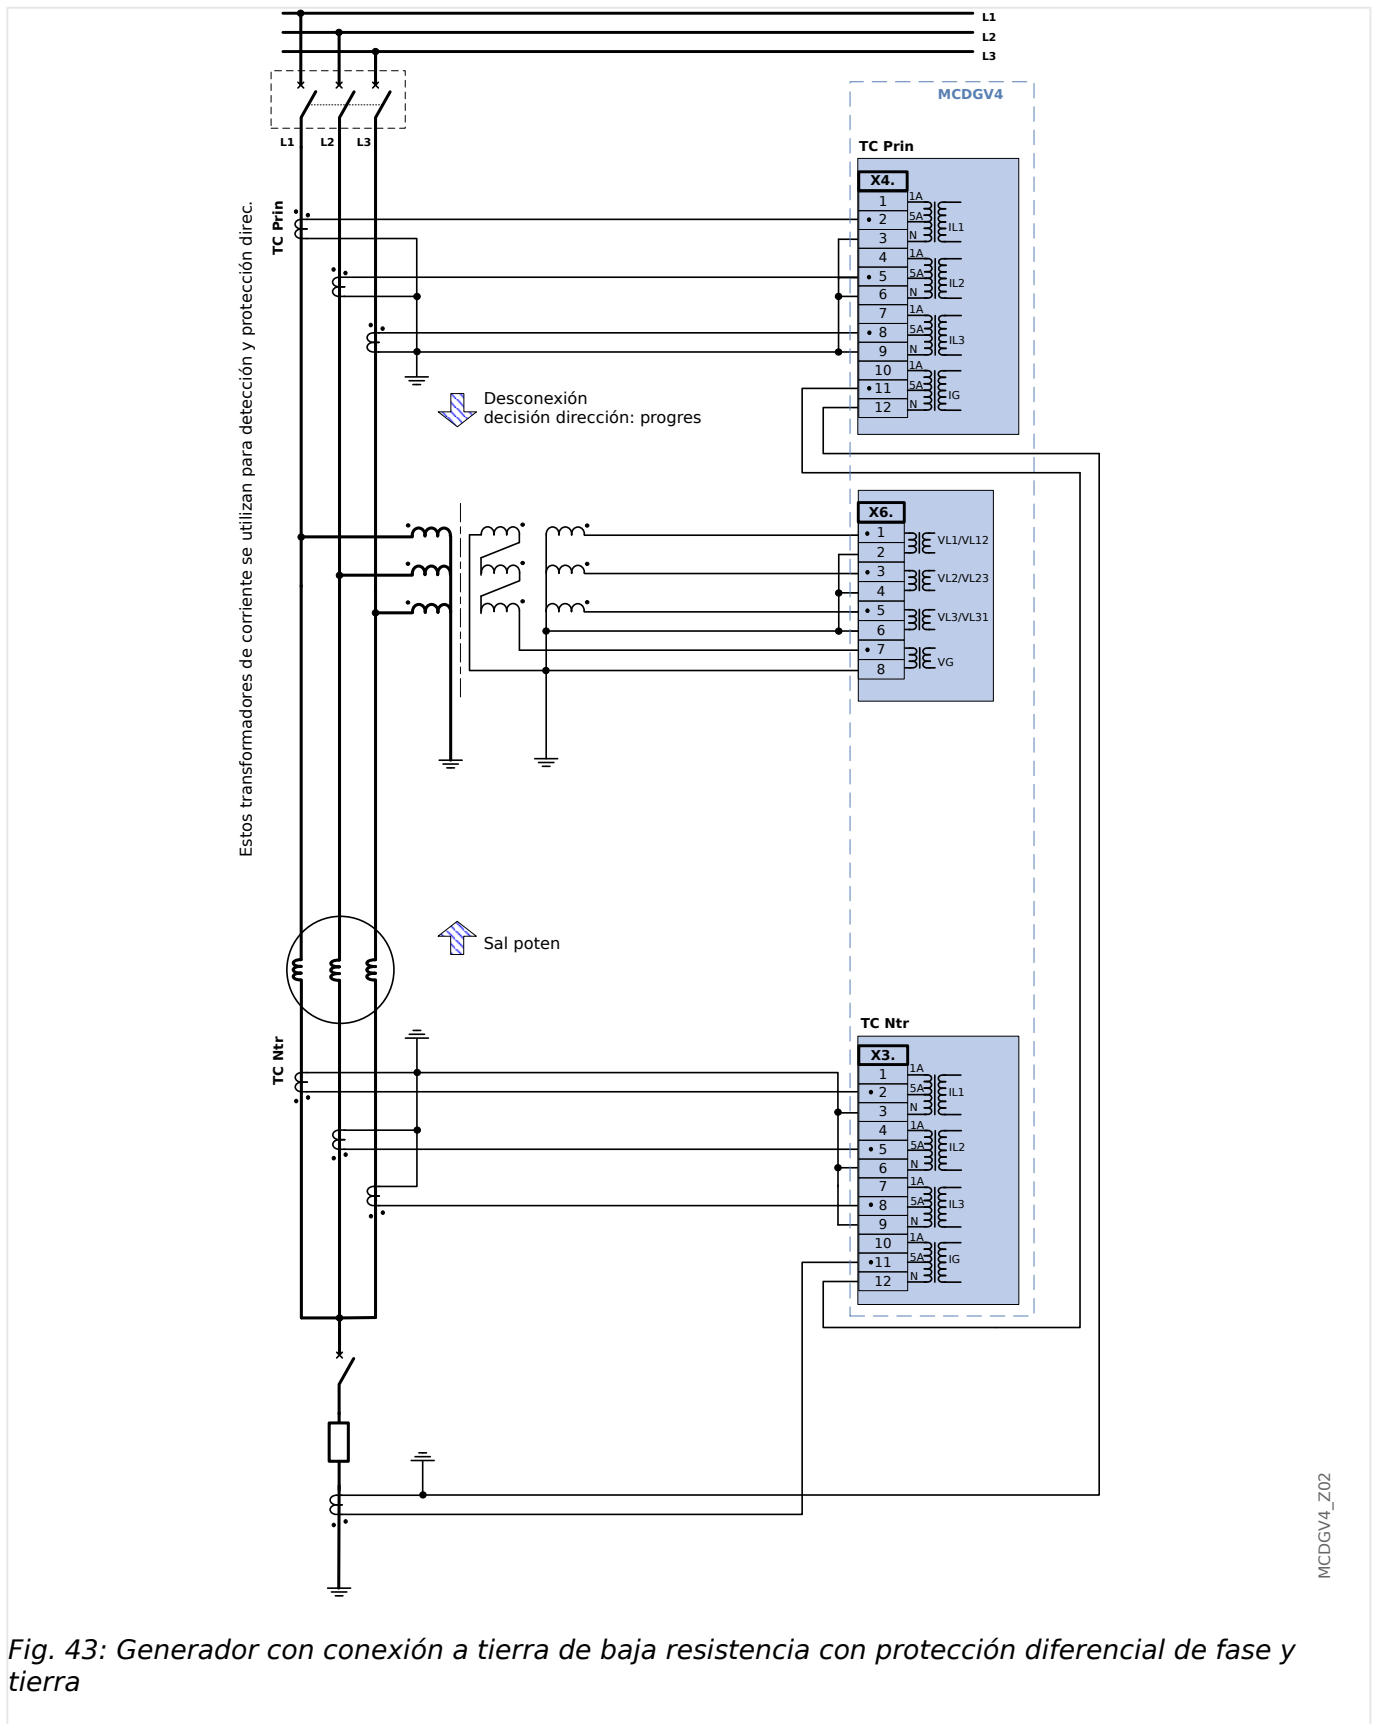 L1
L2
L3
MCDGV4
L1 L2 L3
TC Prin
X4.
1 1A
• 2 5A
3 N
IL1
4 1A
• 5 5A
6 N
IL2
7 1A
• 8 5A
9 N
IL3
10 1A
•11 5A
12 N
IG
TC Prin
Estos transformadores de corriente se utilizan para detección y protección direc.
Desconexión
decisión dirección: progres
X6.
• 1
2
VL1/VL12
• 3
4
VL2/VL23
• 5
6
VL3/VL31
• 7
8
VG
Sal poten
TC Ntr
TC Ntr
X3.
1 1A
• 2 5A
3 N
IL1
4 1A
• 5 5A
6 N
IL2
7 1A
• 8 5A
9 N
IL3
10 1A
•11 5A
12 N
IG
MCDGV4_Z02
Fig. 43: Generador con conexión a tierra de baja resistencia con protección diferencial de fase y
tierra